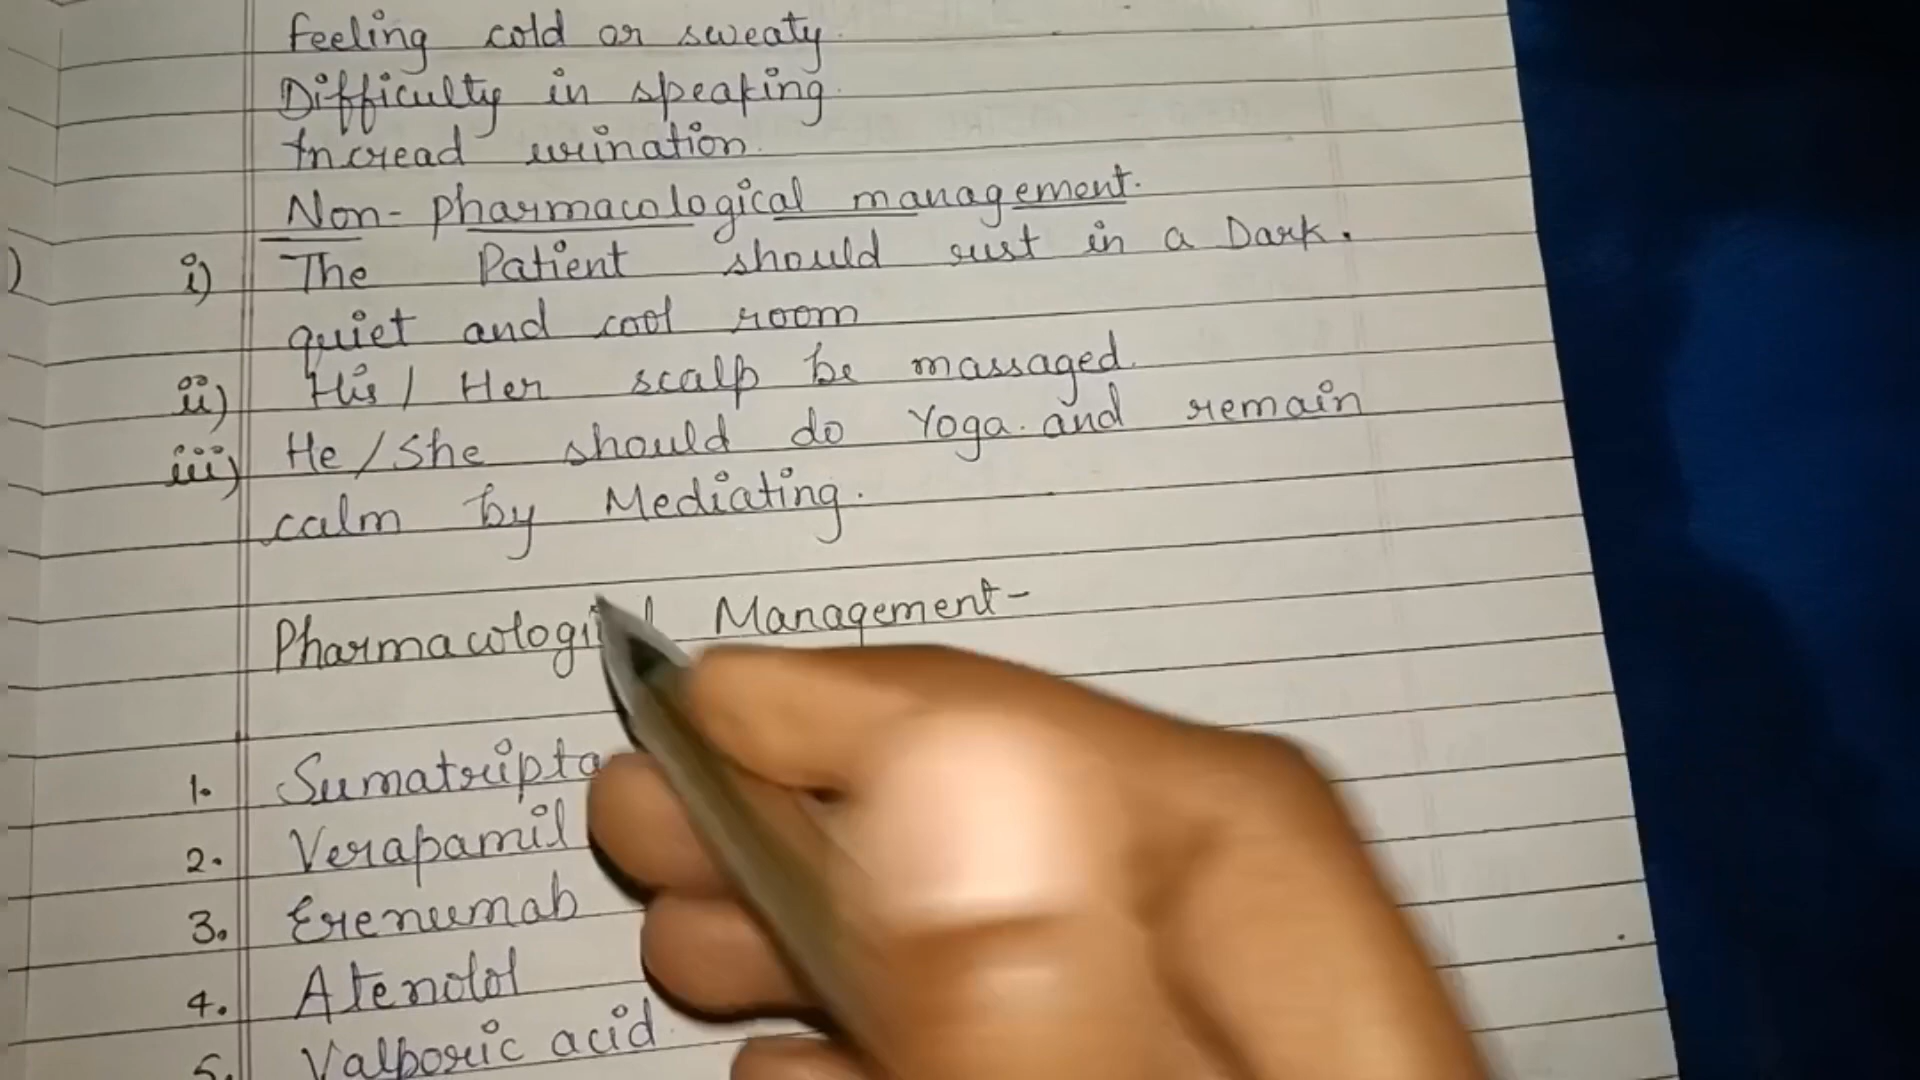 feeling cold or sweaty.
Difficulty in speaking.
Incread urination.
Non-pharmacological management.
) i) The Patient should rest in a Dark.
quiet and cool room
ii) His / Her scalp be massaged.
iii) He / She should do Yoga. and remain
calm by Mediating.
Management-
1.
2. Verapamil
3. Erenumab
4. Atenolol
5. Valporic acid.